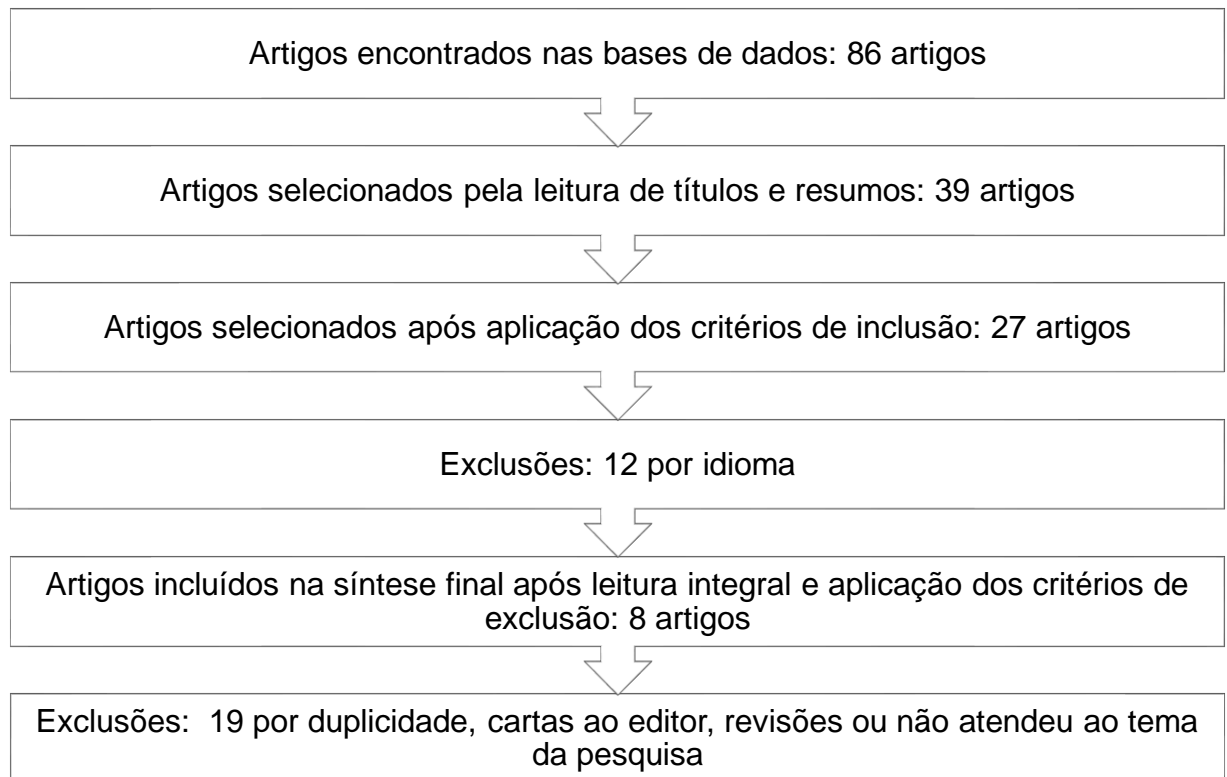 Artigos encontrados nas bases de dados: 86 artigos
Artigos selecionados pela leitura de títulos e resumos: 39 artigos
Artigos selecionados após aplicação dos critérios de inclusão: 27 artigos
Exclusões: 12 por idioma
Artigos incluídos na síntese final após leitura integral e aplicação dos critérios de
exclusão: 8 artigos
Exclusões:  19 por duplicidade, cartas ao editor, revisões ou não atendeu ao tema
da pesquisa